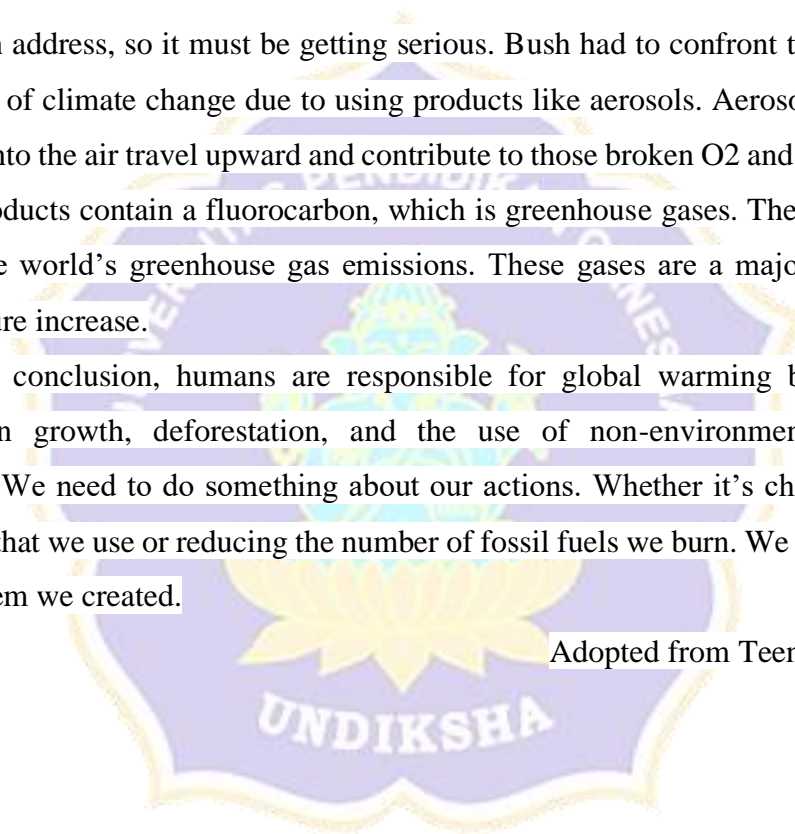 n address, so it must be getting serious. Bush had to confront t
of climate change due to using products like aerosols. Aeroso
nto the air travel upward and contribute to those broken O2 and
oducts contain a fluorocarbon, which is greenhouse gases. The
e world's greenhouse gas emissions. These gases are a majo
ure increase.
conclusion, humans are responsible for global warming b
n growth, deforestation, and the use of non-environmen
We need to do something about our actions. Whether it's ch
that we use or reducing the number of fossil fuels we burn. We
em we created.
Adopted from Teen
UNDIKSHA